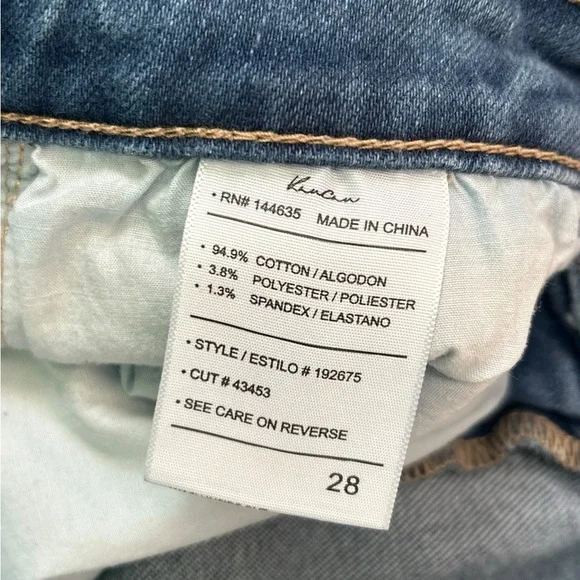 Kancan
• RN# 144635 MADE IN CHINA
• 94.9% COTTON / ALGODON
• 3.8% POLYESTER / POLIESTER
• 1.3% SPANDEX / ELASTANO
• STYLE / ESTILO # 192675
• CUT # 43453
• SEE CARE ON REVERSE
28